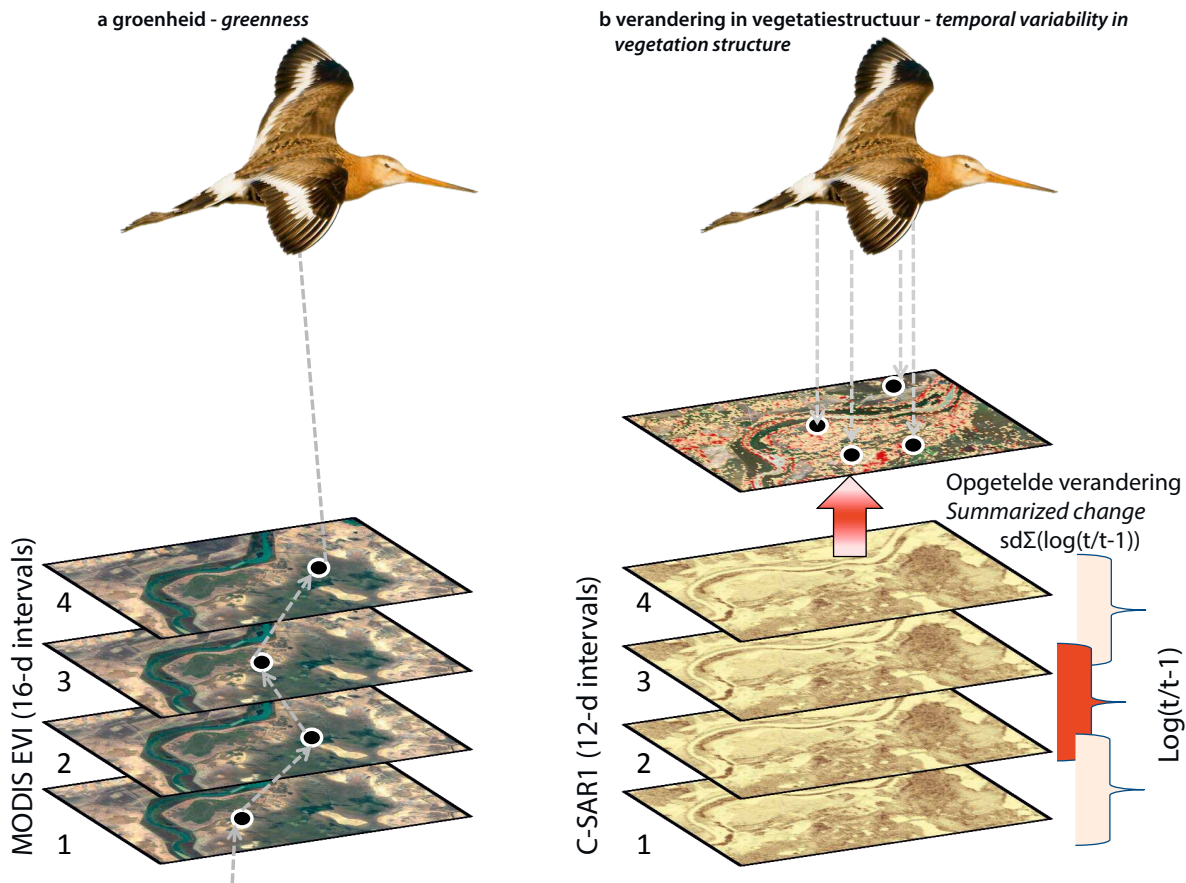 a groenheid - greenness
b verandering in vegetatiestructuur - temporal variability in
vegetation structure
MODIS EVI (16-d intervals)
4
3
2
1
C-SAR1 (12-d intervals)
4
3
2
1
Opgetelde verandering
Summarized change
sdΣ(log(t/t-1))
Log(t/t-1)